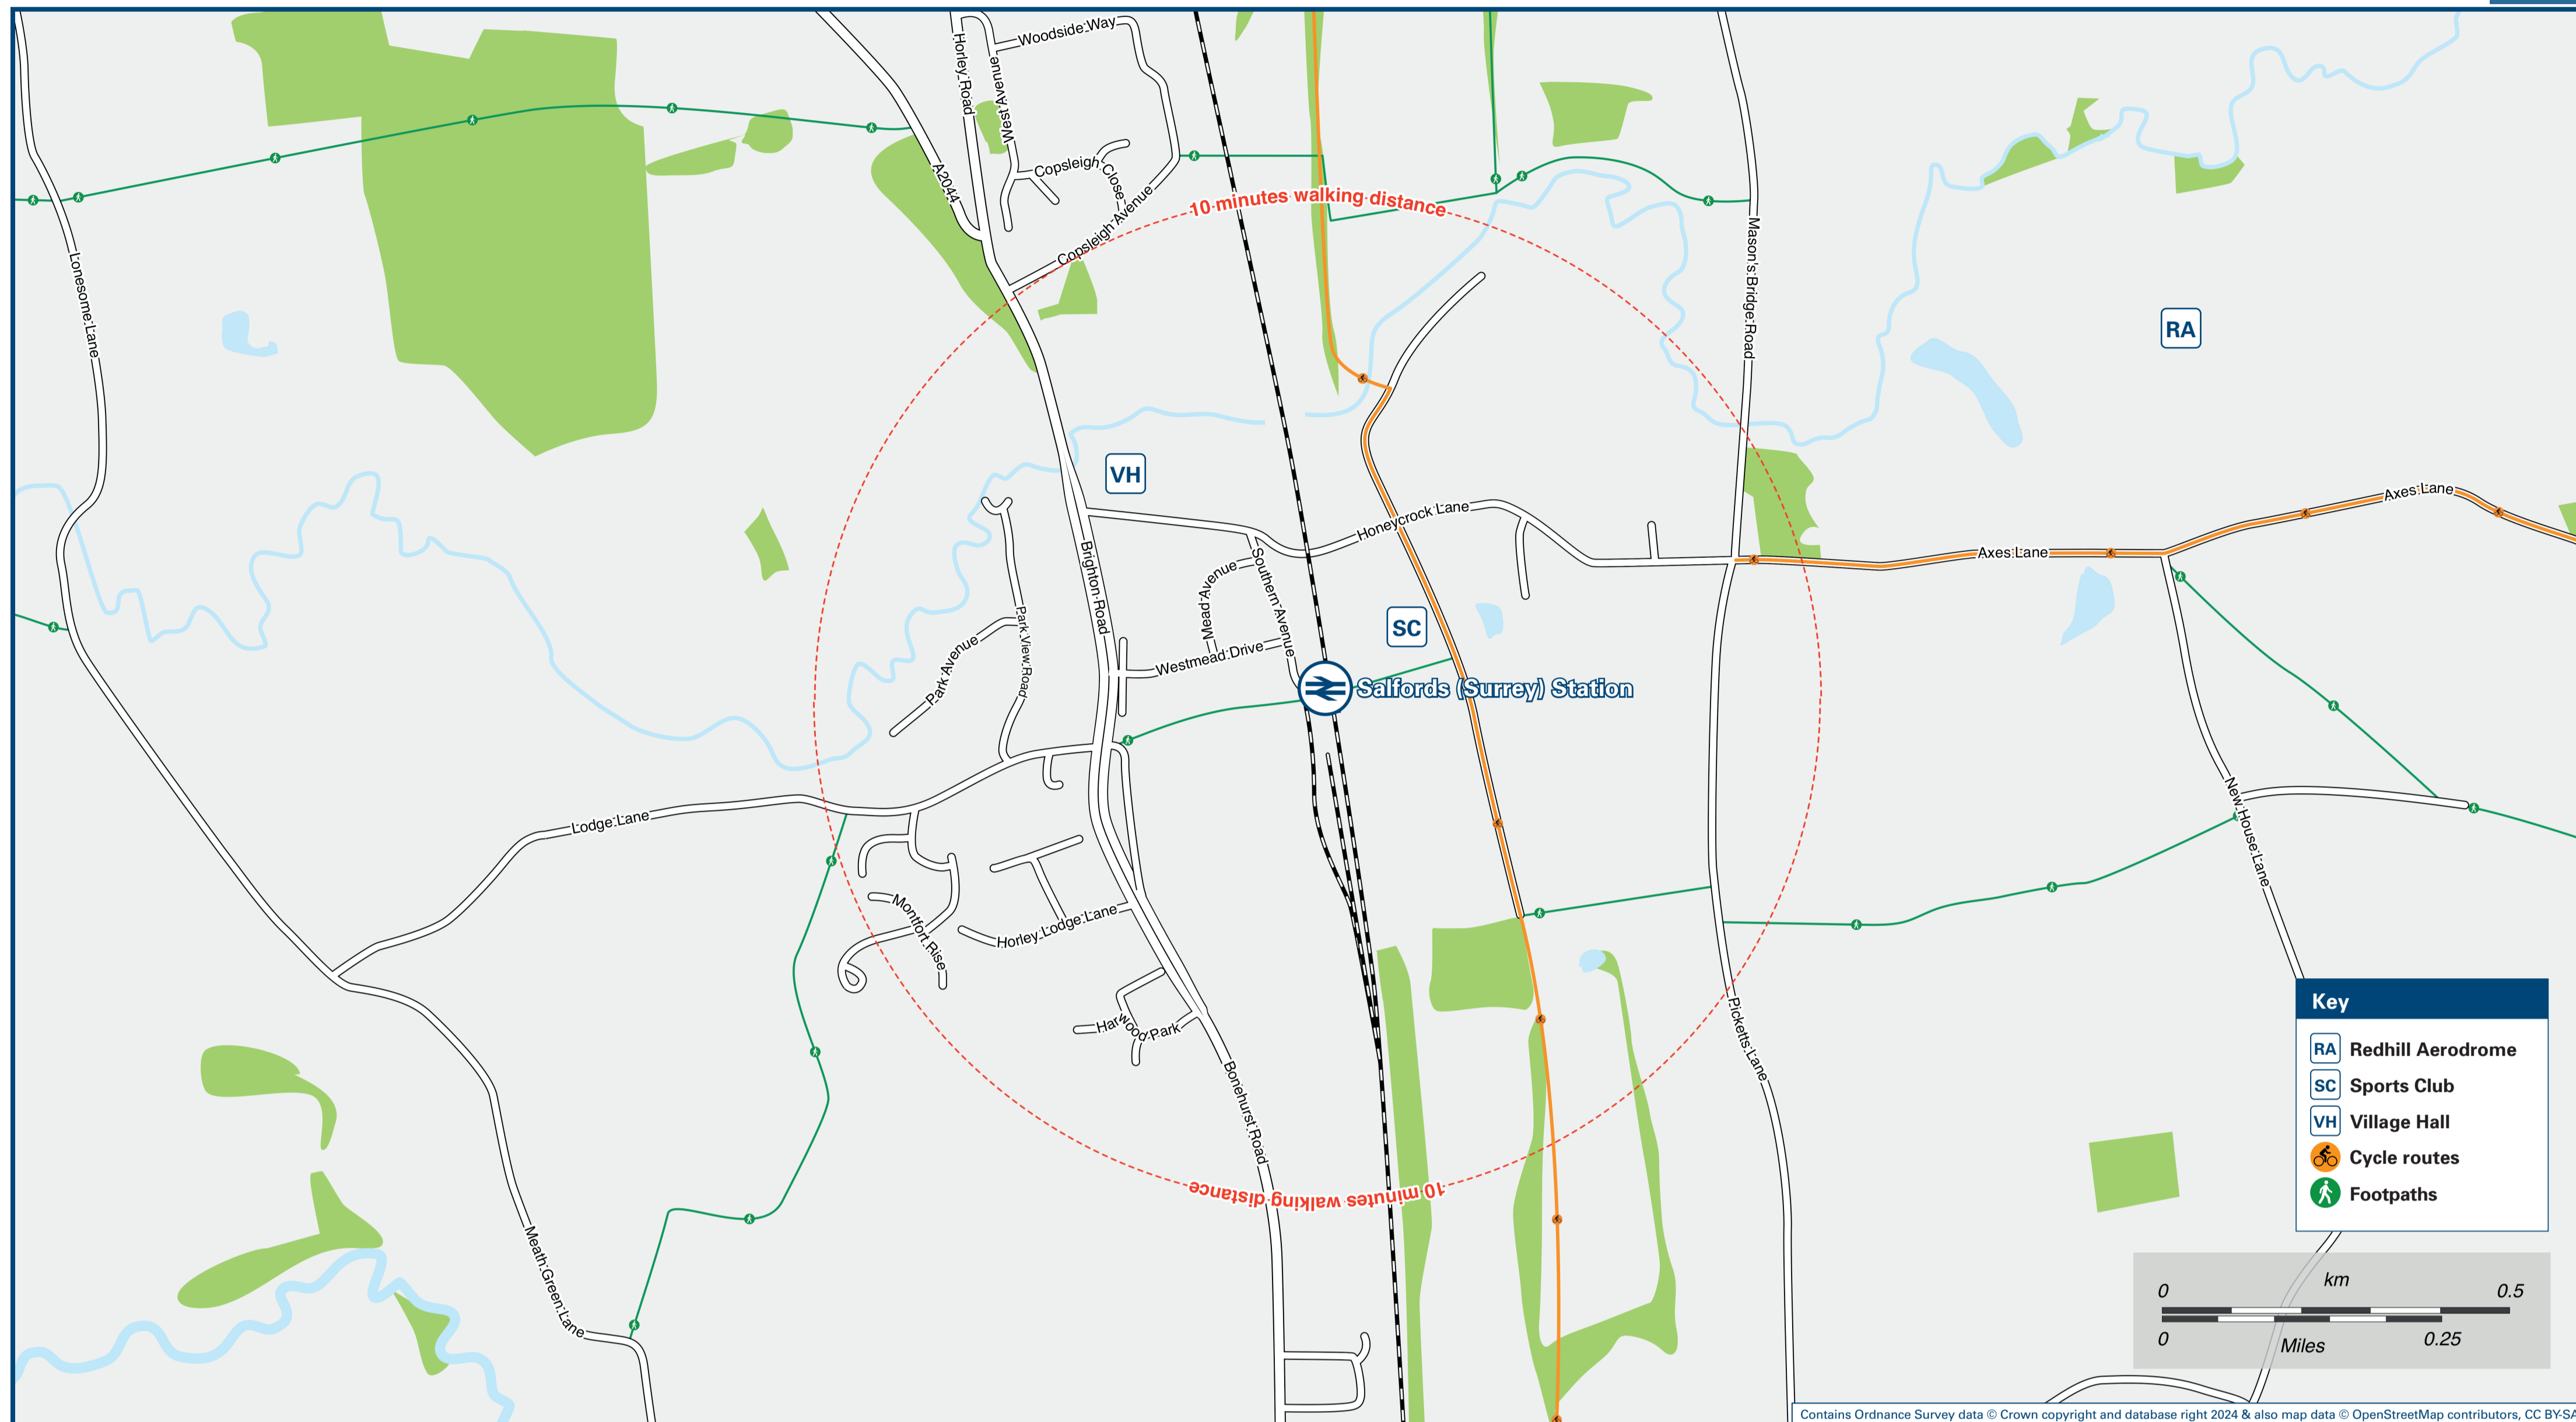 Woodside Way
Horley Road
West Avenue
Copsleigh
Close
A2044
Copsleigh Avenue
10 minutes walking distance
Mason's Bridge Road
Lonesome Lane
RA
VH
SC
Honeycrock Lane
Axes Lane
Axes Lane
Brighton Road
Southern Avenue
Mead Avenue
Westmead Drive
Park View Road
Park Avenue
Salfords (Surrey) Station
Lodge Lane
New House Lane
Montfort Rise
Horley Lodge Lane
Harwood Park
Picketts Lane
Bonehurst Road
10 minutes walking distance
Meath Green Lane
Key
RA Redhill Aerodrome
SC Sports Club
VH Village Hall
Cycle routes
Footpaths
km
0 0.5
0 0.25
Miles
Contains Ordnance Survey data © Crown copyright and database right 2024 & also map data © OpenStreetMap contributors, CC BY-SA